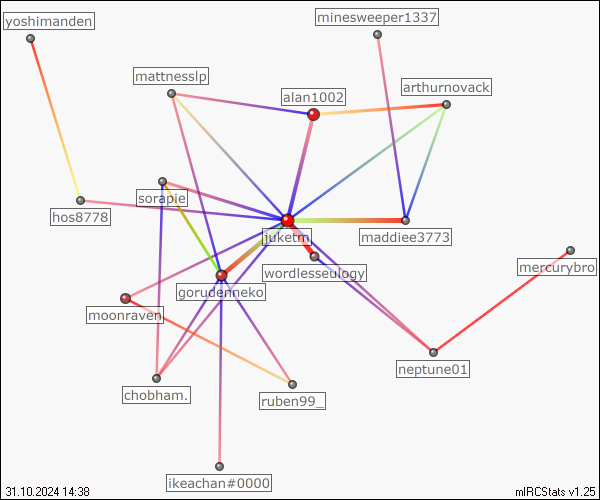 yoshimanden
minesweeper1337
mattnesslp
arthurnovack
alan1002
sorapie
hos8778
juketm
maddiee3773
mercurybro
wordlesseulogy
gorudenneko
moonraven
neptune01
chobham.
ruben99_
ikeachan#0000
31.10.2024 14:38
mIRCStats v1.25